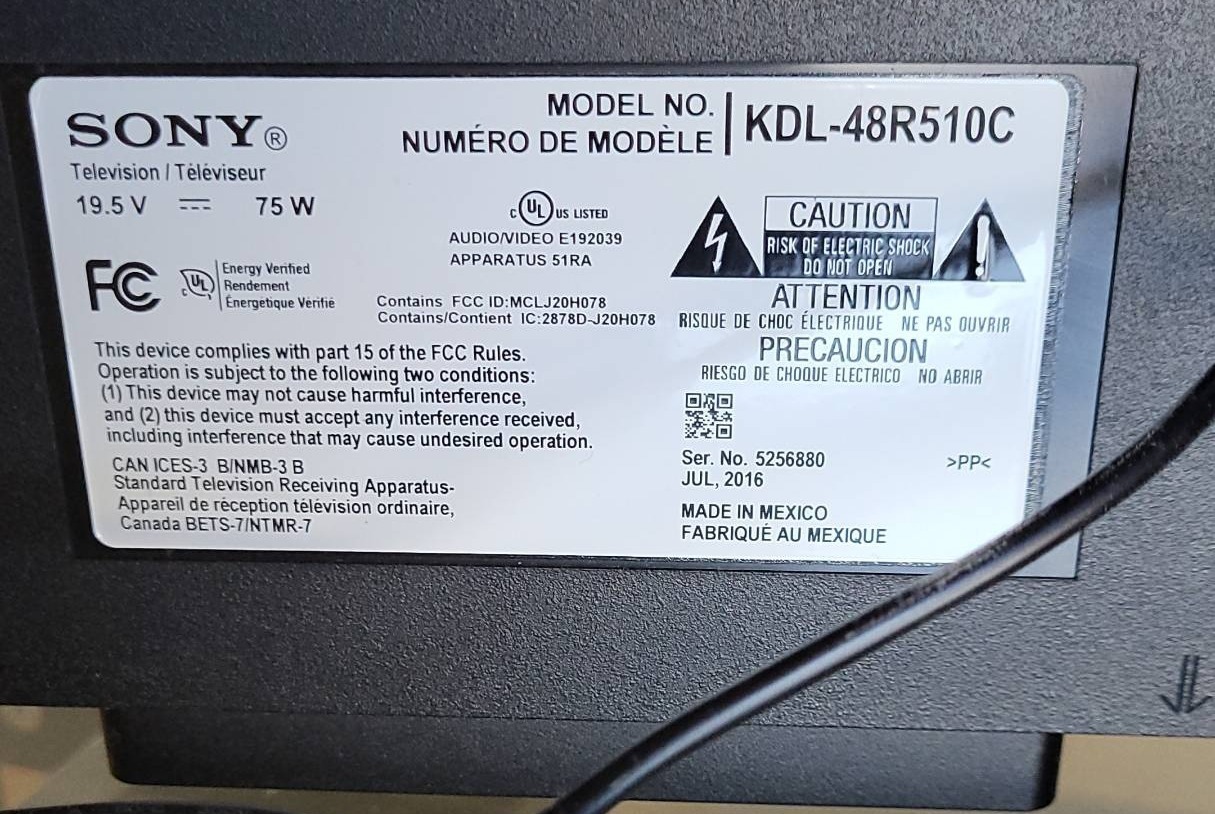 SONY®
Television / Téléviseur
19.5 V ⎓ 75 W
MODEL NO.
NUMÉRO DE MODÈLE
KDL-48R510C
c UL US LISTED
AUDIO/VIDEO E192039
APPARATUS 51RA
FC
c UL
Energy Verified
Rendement
Énergetique Vérifié
Contains FCC ID:MCLJ20H078
Contains/Contient IC:2878D-J20H078
This device complies with part 15 of the FCC Rules.
Operation is subject to the following two conditions:
(1) This device may not cause harmful interference,
and (2) this device must accept any interference received,
including interference that may cause undesired operation.
CAN ICES-3 B/NMB-3 B
Standard Television Receiving Apparatus-
Appareil de réception télévision ordinaire,
Canada BETS-7/NTMR-7
CAUTION
RISK OF ELECTRIC SHOCK
DO NOT OPEN
ATTENTION
RISQUE DE CHOC ÉLECTRIQUE NE PAS OUVRIR
PRECAUCION
RIESGO DE CHOQUE ELECTRICO NO ABRIR
Ser. No. 5256880
JUL, 2016
>PP<
MADE IN MEXICO
FABRIQUÉ AU MEXIQUE